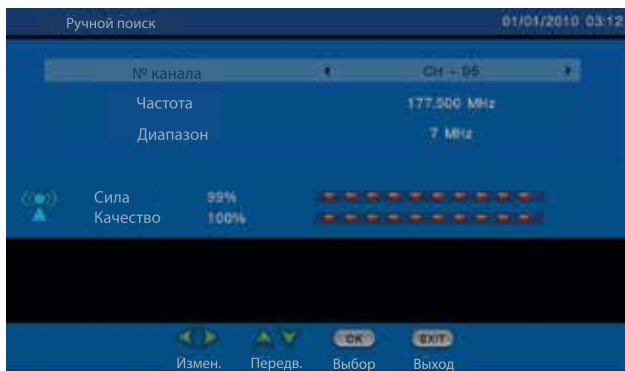 Ручной поиск 01/01/2010 03:12
№ канала CH - 05
Частота 177.500 MHz
Диапазон 7 MHz
Сила 99%
Качество 100%
OK EXIT
Измен. Передв. Выбор Выход